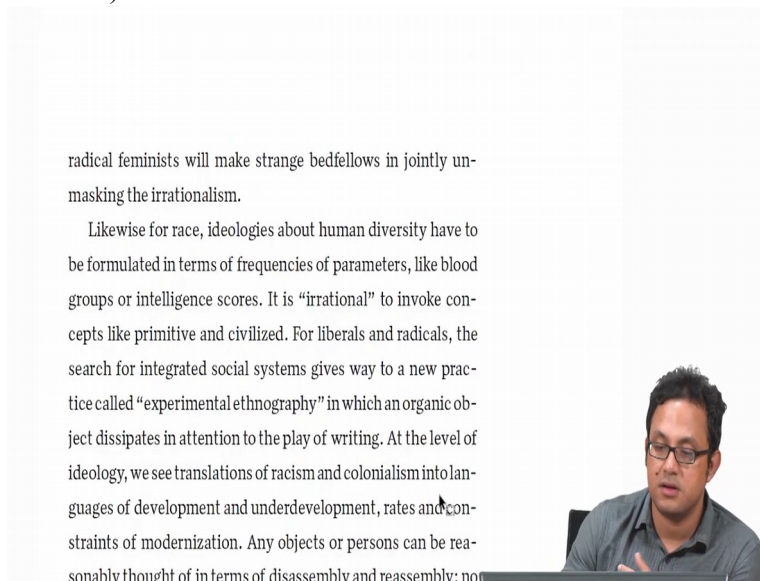 radical feminists will make strange bedfellows in jointly un-
masking the irrationalism.
Likewise for race, ideologies about human diversity have to
be formulated in terms of frequencies of parameters, like blood
groups or intelligence scores. It is “irrational” to invoke con-
cepts like primitive and civilized. For liberals and radicals, the
search for integrated social systems gives way to a new prac-
tice called “experimental ethnography” in which an organic ob-
ject dissipates in attention to the play of writing. At the level of
ideology, we see translations of racism and colonialism into lan-
guages of development and underdevelopment, rates and con-
straints of modernization. Any objects or persons can be rea-
sonably thought of in terms of disassembly and reassembly; no